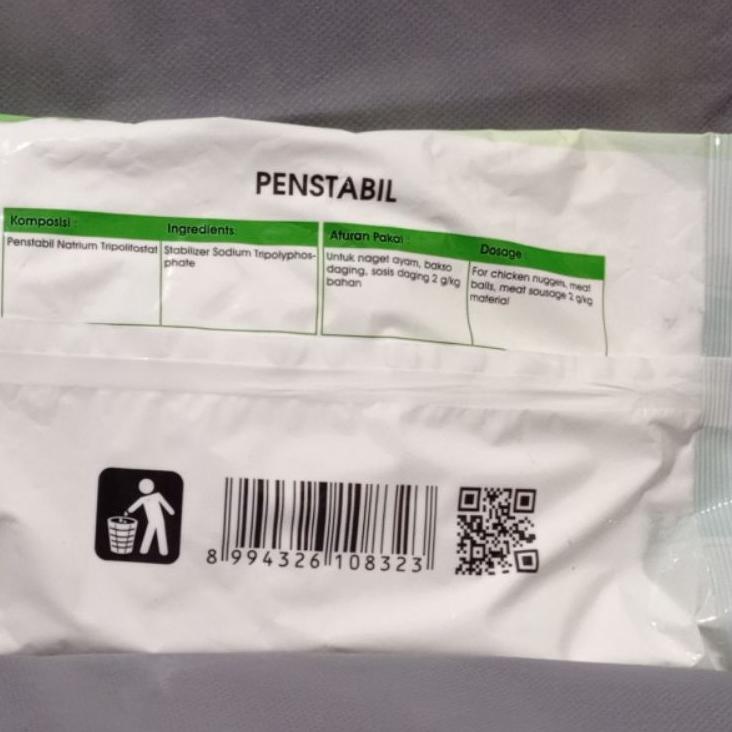 PENSTABIL
Komposisi :
Penstabil Natrium Tripolifosfat
Ingredients:
Stabilizer Sodium Tripolyphos-
phate
Aturan Pakai :
Untuk naget ayam, bakso
daging, sosis daging 2 g/kg
bahan
Dosage :
For chicken nuggets, meat
balls, meat sousage 2 g/kg
material
8 994326 108323